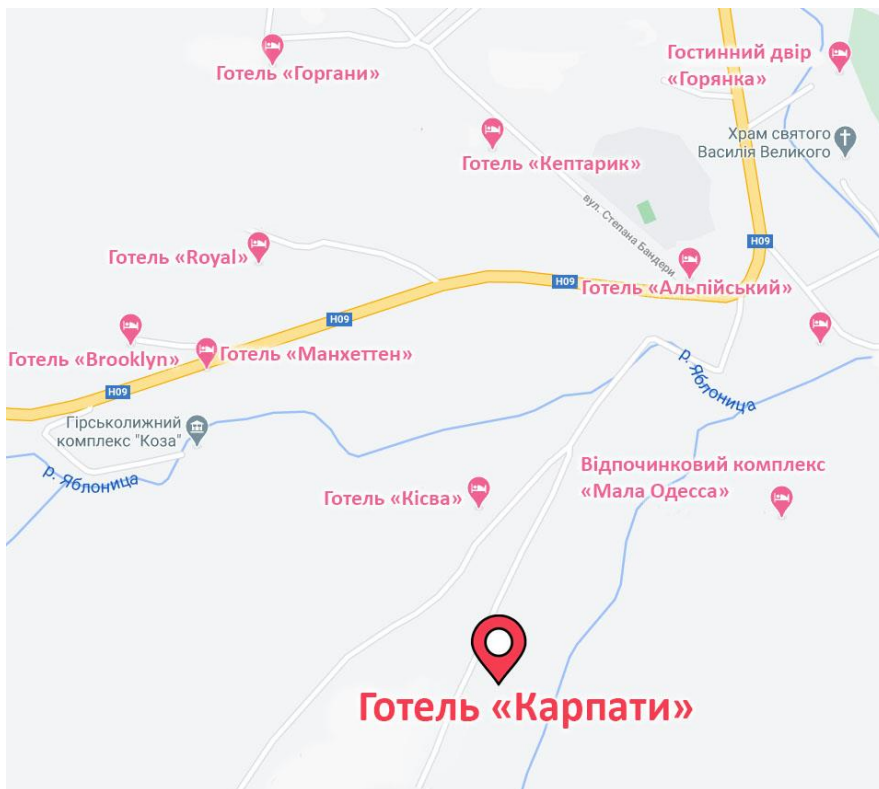 Готель «Горгани»
Гостинний двір
«Горянка»
Храм святого
Василія Великого
Готель «Кептарик»
вул. Степана Бандери
Готель «Royal»
H09
Готель «Альпійський»
H09
H09
Готель «Brooklyn»
Готель «Манхеттен»
р. Яблониця
H09
Гірськолижний
комплекс "Коза"
р. Яблониця
Готель «Кісва»
Відпочинковий комплекс
«Мала Одесса»
Готель «Карпати»